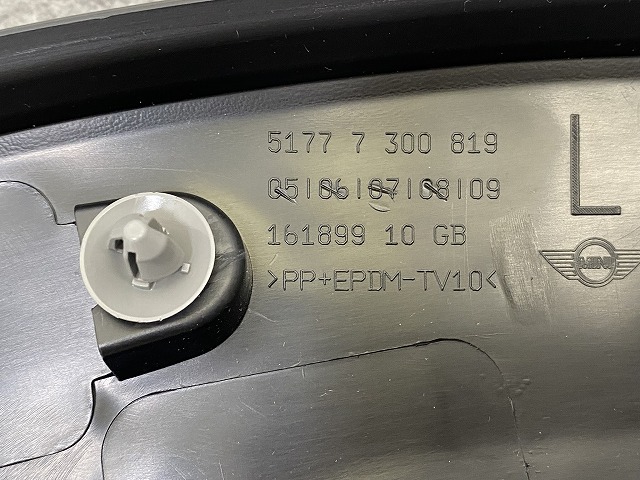 5177 7 300 819
05|06|07|08|09
161899 10 GB
>PP+EPDM-TV10<
L
MINI